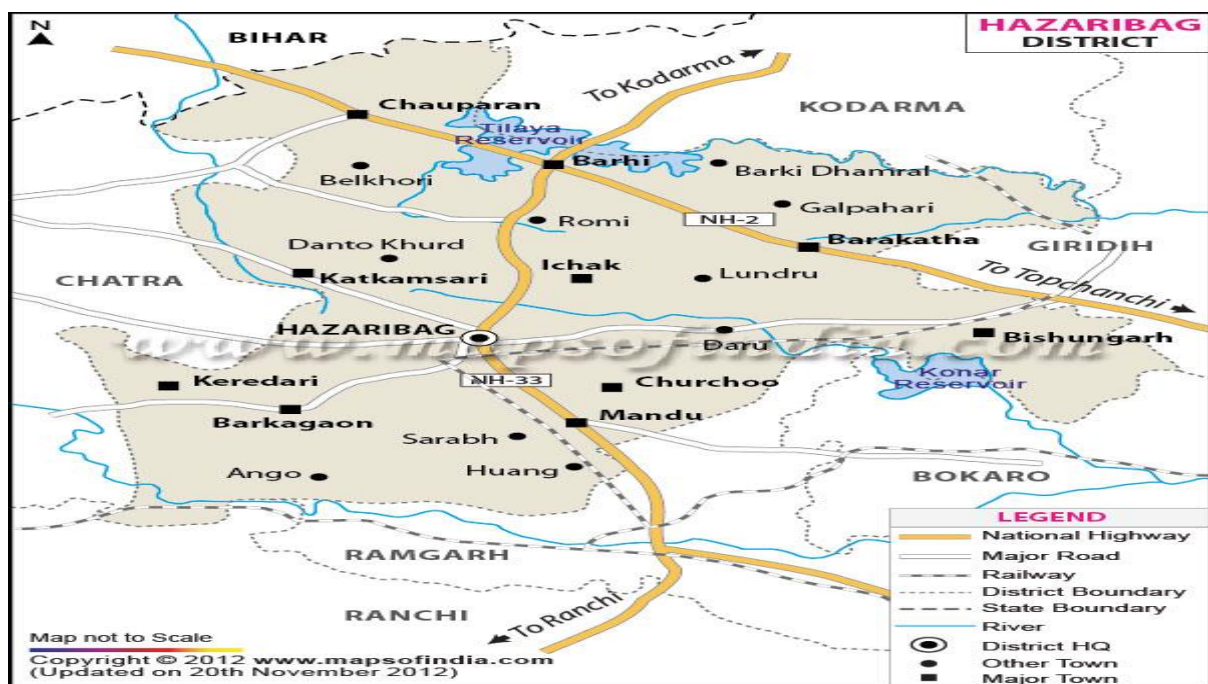 N
HAZARIBAG
DISTRICT
BIHAR
To Kodarma
KODARMA
Chauparan
Tilaya
Reservoir
Barhi
Belkhori
Barki Dhamral
Galpahari
Romi
NH-2
Danto Khurd
Barakatha
GIRIDIH
Ichak
Lundru
CHATRA
Katkamsari
To Topchanchi
HAZARIBAG
Daru
Bishungarh
www.mapsofindia.com
Keredari
NH-33
Churchoo
Konar
Reservoir
Barkagaon
Mandu
Sarabh
Ango
Huang
BOKARO
RAMGARH
RANCHI
To Ranchi
LEGEND
National Highway
Major Road
Railway
District Boundary
State Boundary
River
District HQ
Other Town
Major Town
Map not to Scale
Copyright © 2012 www.mapsofindia.com
(Updated on 20th November 2012)